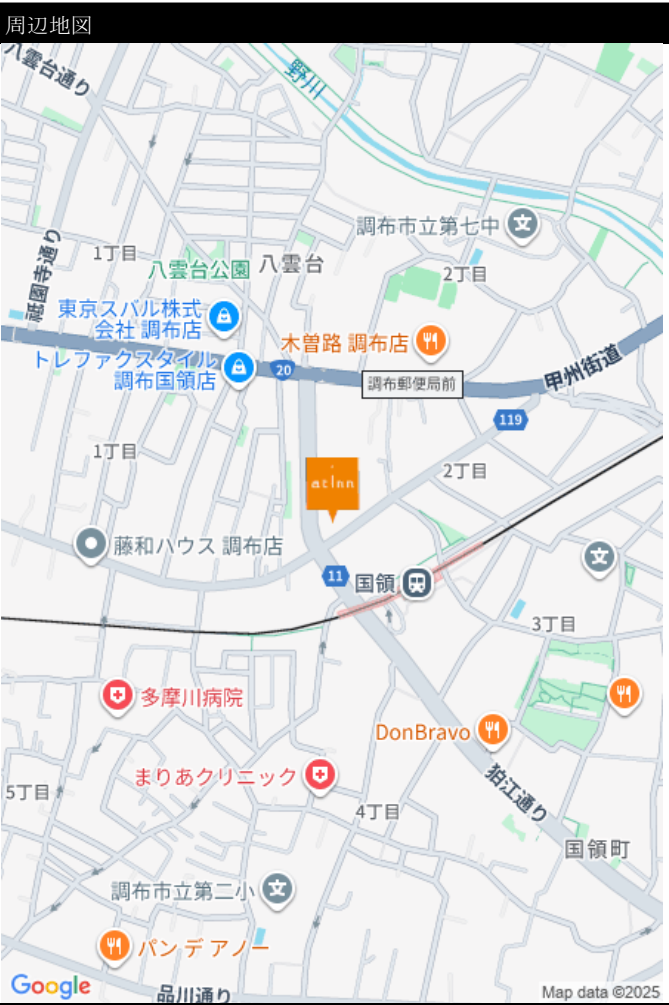 周辺地図
八雲台通り
野川
調布市立第七中
祗園寺通り
1丁目
八雲台公園
八雲台
2丁目
東京スバル株式
会社 調布店
木曽路 調布店
トレファクスタイル
調布国領店
20
調布郵便局前
甲州街道
119
1丁目
2丁目
atinn
藤和ハウス 調布店
11
国領
3丁目
多摩川病院
DonBravo
まりあクリニック
狛江通り
5丁目
4丁目
国領町
調布市立第二小
パン デ アノー
Google
品川通り
Map data ©2025